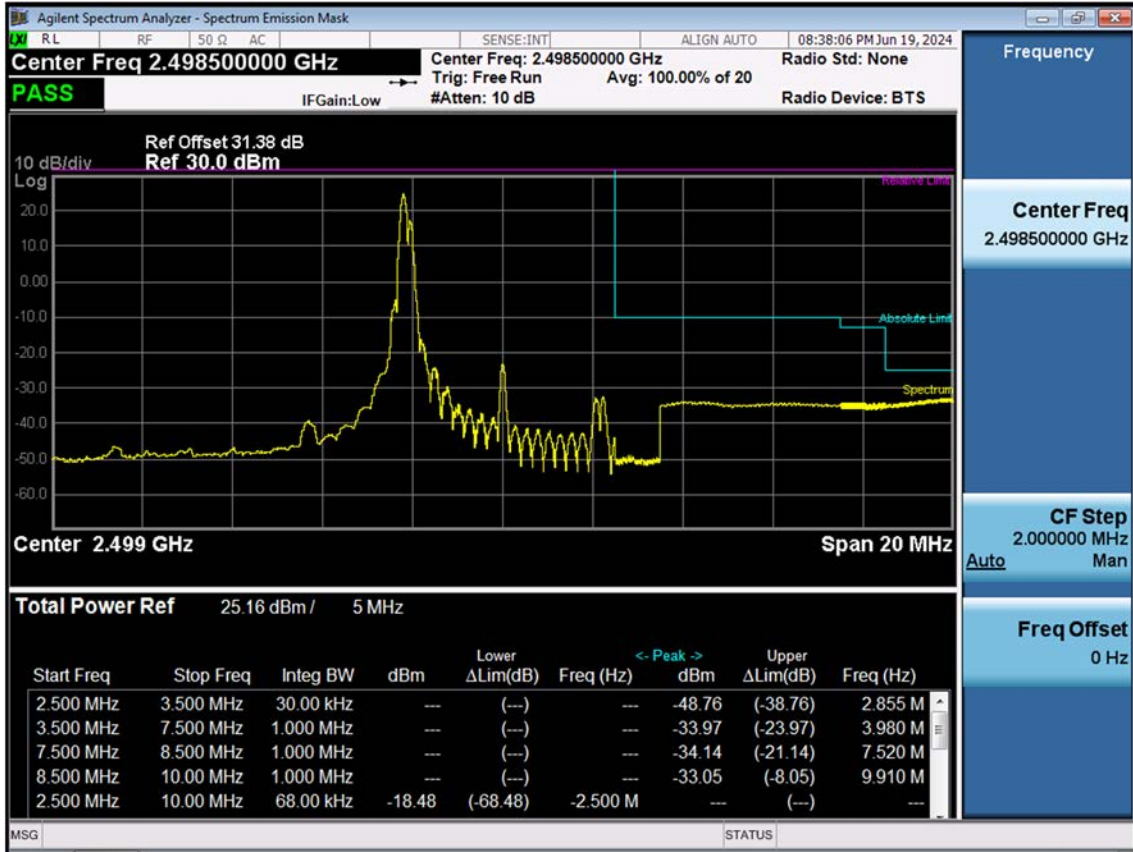 Agilent Spectrum Analyzer - Spectrum Emission Mask
LXI RL RF 50 Ω AC SENSE:INT ALIGN AUTO 08:38:06 PM Jun 19, 2024
Center Freq 2.498500000 GHz Center Freq: 2.498500000 GHz Radio Std: None
Trig: Free Run Avg: 100.00% of 20
PASS IFGain:Low #Atten: 10 dB Radio Device: BTS
Ref Offset 31.38 dB
10 dB/div Ref 30.0 dBm
Log
Relative Limit
20.0
10.0
0.00
-10.0
Absolute Limit
-20.0
-30.0
Spectrum
-40.0
-50.0
-60.0
Center 2.499 GHz Span 20 MHz
Total Power Ref 25.16 dBm / 5 MHz
Lower <- Peak -> Upper
Start Freq Stop Freq Integ BW dBm ΔLim(dB) Freq (Hz) dBm ΔLim(dB) Freq (Hz)
2.500 MHz 3.500 MHz 30.00 kHz --- (---) --- -48.76 (-38.76) 2.855 M
3.500 MHz 7.500 MHz 1.000 MHz --- (---) --- -33.97 (-23.97) 3.980 M
7.500 MHz 8.500 MHz 1.000 MHz --- (---) --- -34.14 (-21.14) 7.520 M
8.500 MHz 10.00 MHz 1.000 MHz --- (---) --- -33.05 (-8.05) 9.910 M
2.500 MHz 10.00 MHz 68.00 kHz -18.48 (-68.48) -2.500 M --- (---) ---
MSG STATUS
Frequency
Center Freq
2.498500000 GHz
CF Step
2.000000 MHz
Auto Man
Freq Offset
0 Hz